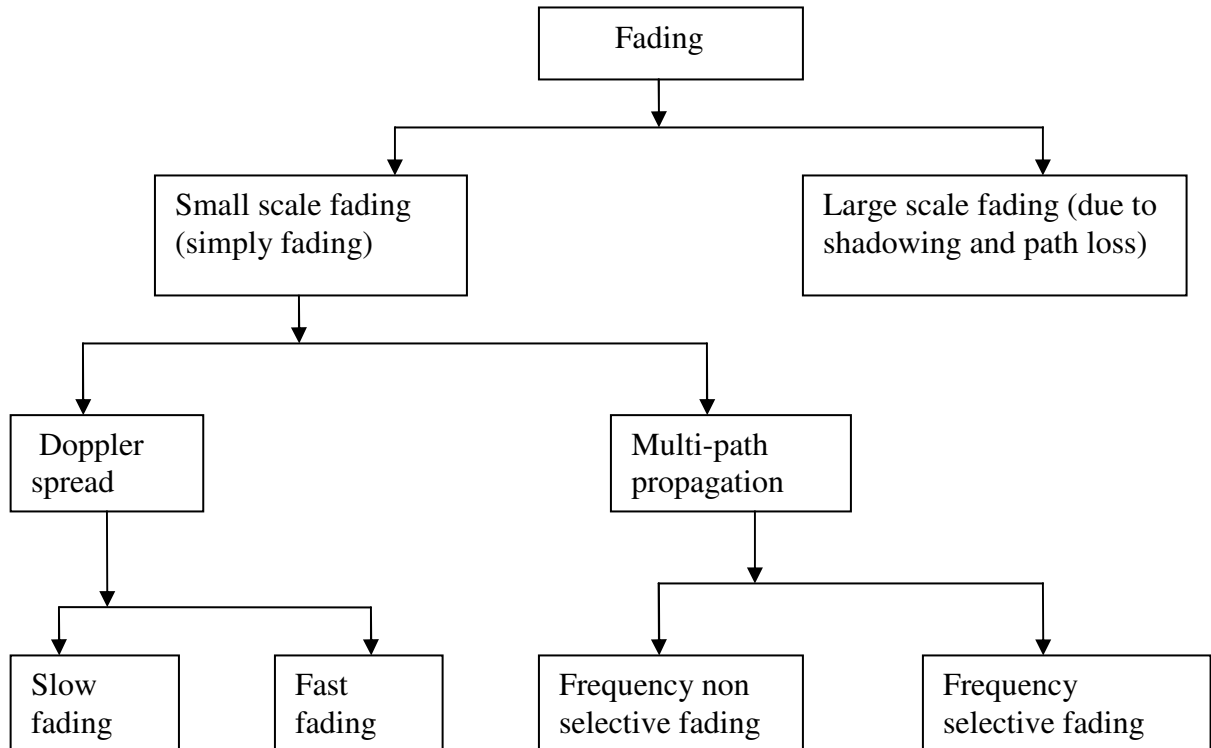 Fading
Small scale fading
(simply fading)
Large scale fading (due to
shadowing and path loss)
Doppler
spread
Multi-path
propagation
Slow
fading
Fast
fading
Frequency non
selective fading
Frequency
selective fading